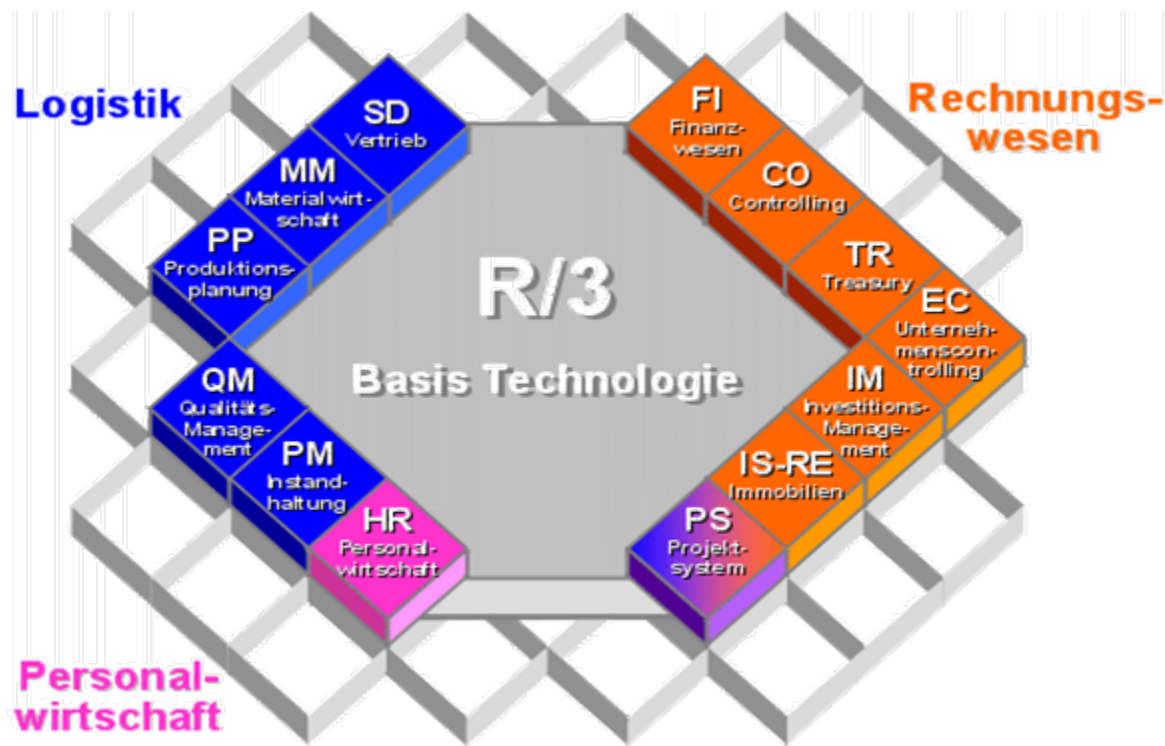 Logistik
SD
Vertrieb
MM
Materialwirt-
schaft
PP
Produktions-
planung
QM
Qualitäts-
Manage-
ment
PM
Instand-
haltung
HR
Personal-
wirtschaft
Personal-
wirtschaft
R/3
Basis Technologie
Rechnungs-
wesen
FI
Finanz-
wesen
CO
Controlling
TR
Treasury
EC
Unterneh-
menscon-
trolling
IM
Investitions-
Manage-
ment
IS-RE
Immobilien
PS
Projekt-
system